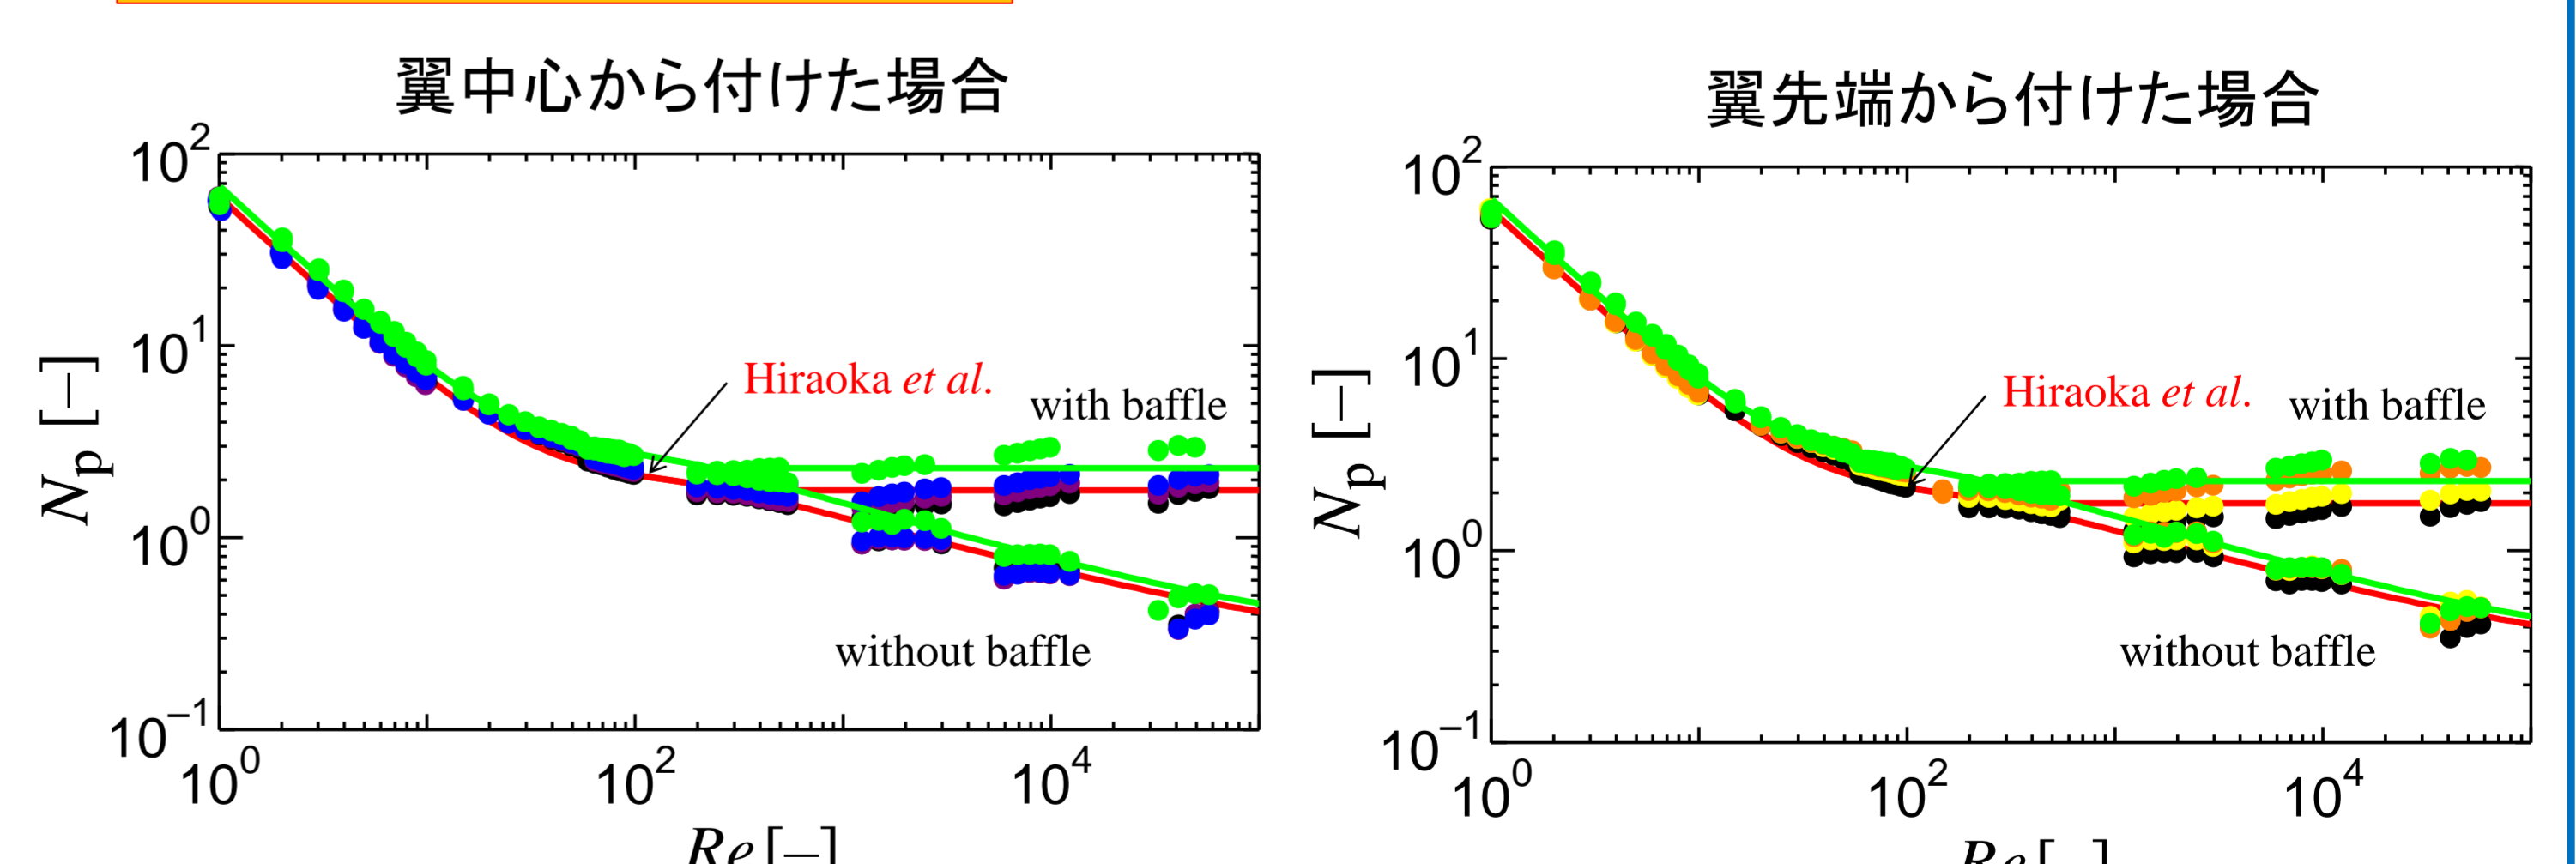 翼中心から付けた場合
10^2
10^1
10^0
10^−1
N_p [−]
Hiraoka et al.
with baffle
without baffle
10^0 10^2 10^4
Re [−]
翼先端から付けた場合
10^2
10^1
10^0
10^−1
N_p [−]
Hiraoka et al.
with baffle
without baffle
10^0 10^2 10^4
Re [−]